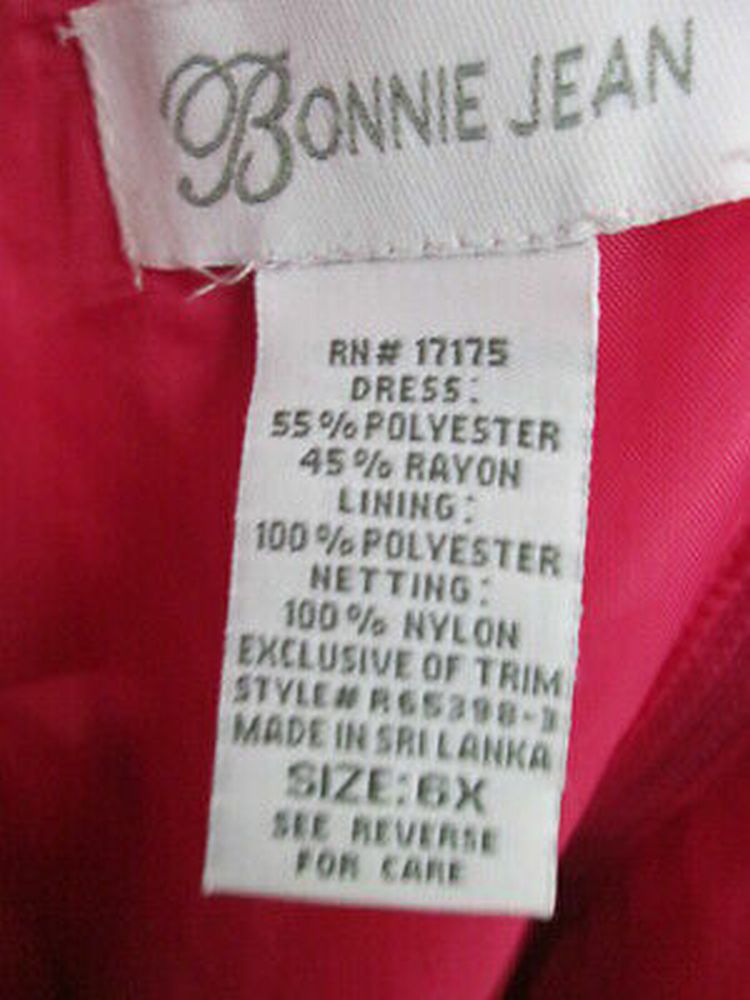 BONNIE JEAN
RN# 17175
DRESS:
55% POLYESTER
45% RAYON
LINING:
100% POLYESTER
NETTING:
100% NYLON
EXCLUSIVE OF TRIM
STYLE#
MADE IN SRI LANKA
SIZE: 6X
SEE REVERSE
FOR CARE